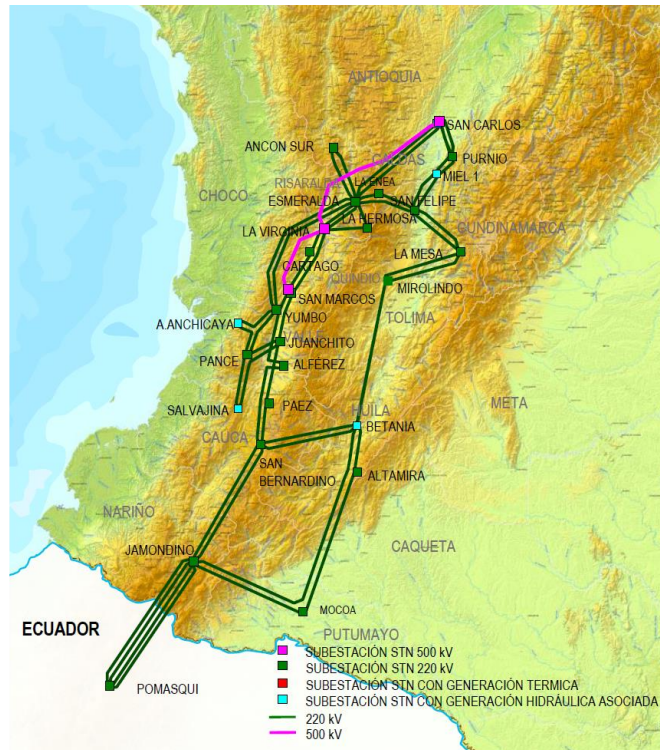 ANTIOQUIA
SAN CARLOS
ANCON SUR
CALDAS
PURNIO
MIEL 1
CHOCO
RISARALDA
LA ENEA
ESMERALDA
SAN FELIPE
LA HERMOSA
LA VIRGINIA
CUNDINAMARCA
LA MESA
CARTAGO
QUINDIO
MIROLINDO
SAN MARCOS
YUMBO
TOLIMA
A.ANCHICAYA
VALLE
JUANCHITO
PANCE
ALFÉREZ
META
PAEZ
SALVAJINA
HUILA
BETANIA
CAUCA
SAN
BERNARDINO
ALTAMIRA
NARIÑO
CAQUETA
JAMONDINO
MOCOA
ECUADOR
PUTUMAYO
POMASQUI
SUBESTACIÓN STN 500 kV
SUBESTACIÓN STN 220 kV
SUBESTACIÓN STN CON GENERACIÓN TERMICA
SUBESTACIÓN STN CON GENERACIÓN HIDRÁULICA ASOCIADA
220 kV
500 kV